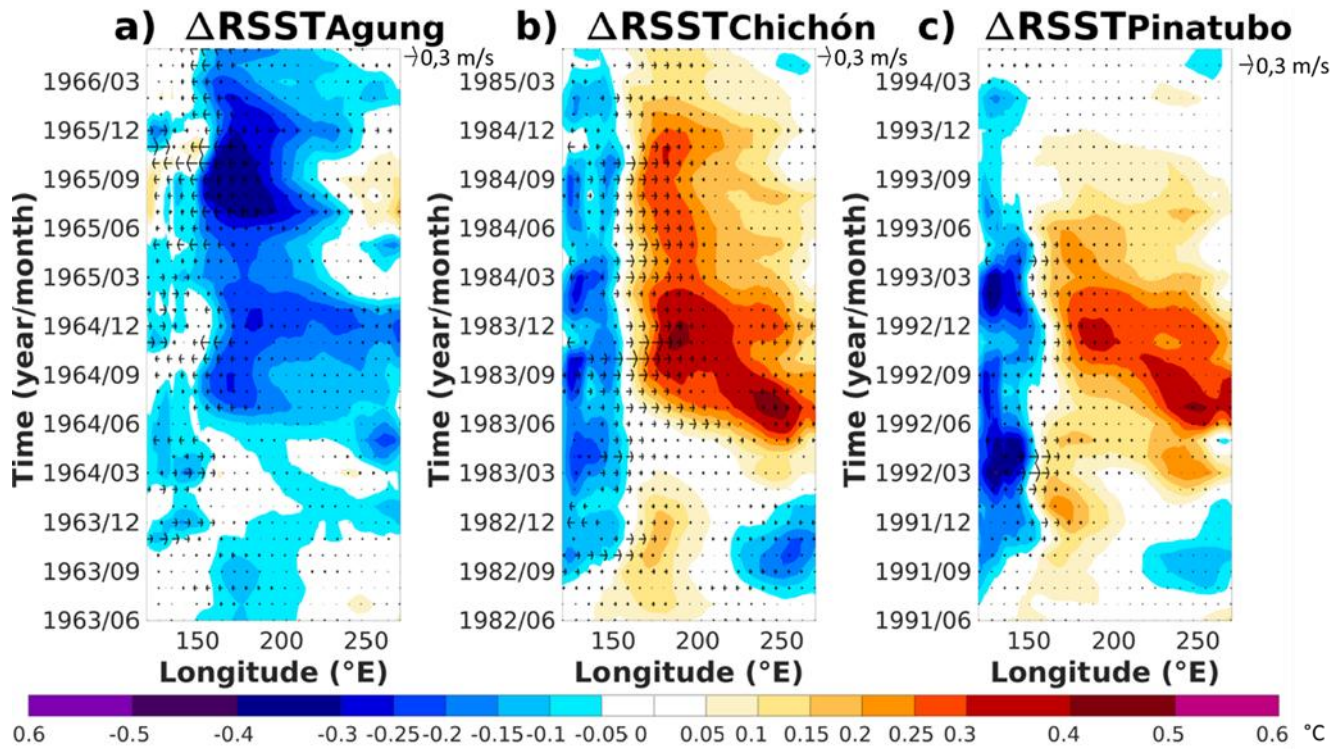 a) ΔRSSTAgung
→0,3 m/s
Time (year/month)
1966/03
1965/12
1965/09
1965/06
1965/03
1964/12
1964/09
1964/06
1964/03
1963/12
1963/09
1963/06
150 200 250
Longitude (°E)
b) ΔRSSTChichón
→0,3 m/s
Time (year/month)
1985/03
1984/12
1984/09
1984/06
1984/03
1983/12
1983/09
1983/06
1983/03
1982/12
1982/09
1982/06
150 200 250
Longitude (°E)
c) ΔRSSTPinatubo
→0,3 m/s
Time (year/month)
1994/03
1993/12
1993/09
1993/06
1993/03
1992/12
1992/09
1992/06
1992/03
1991/12
1991/09
1991/06
150 200 250
Longitude (°E)
0.6 -0.5 -0.4 -0.3 -0.25 -0.2 -0.15 -0.1 -0.05 0 0.05 0.1 0.15 0.2 0.25 0.3 0.4 0.5 0.6 °C